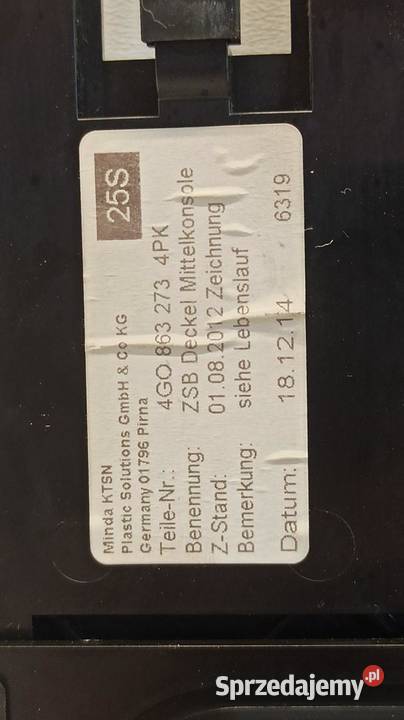 Minda KTSN
Plastic Solutions GmbH & Co KG
Germany 01796 Pirna
25S
Teile-Nr.: 4GO 863 273 4PK
Benennung: ZSB Deckel Mittelkonsole
Z-Stand: 01.08.2012 Zeichnung
Bemerkung: siehe Lebenslauf
Datum: 18.12.14 6319
Sprzedajemy.pl